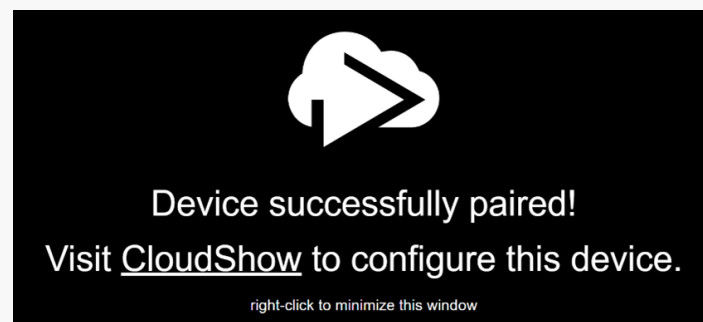 Device successfully paired!
Visit CloudShow to configure this device.
right-click to minimize this window